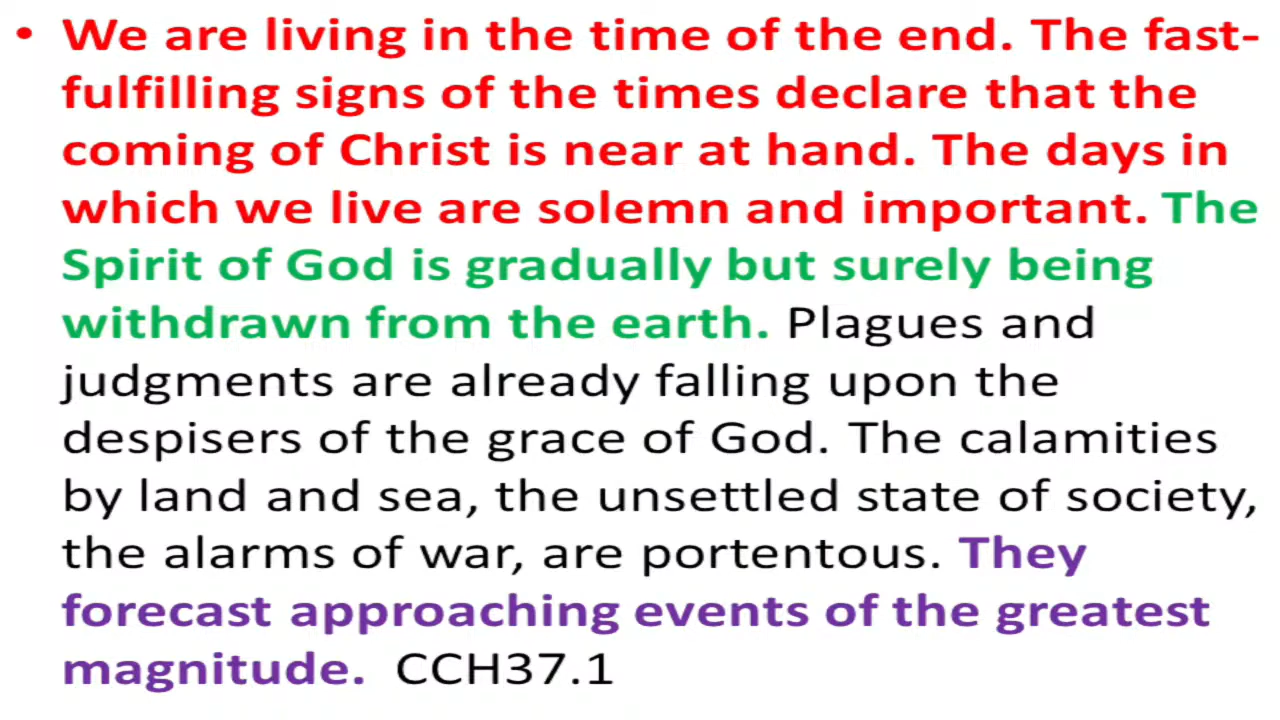 • We are living in the time of the end. The fast-
fulfilling signs of the times declare that the
coming of Christ is near at hand. The days in
which we live are solemn and important. The
Spirit of God is gradually but surely being
withdrawn from the earth. Plagues and
judgments are already falling upon the
despisers of the grace of God. The calamities
by land and sea, the unsettled state of society,
the alarms of war, are portentous. They
forecast approaching events of the greatest
magnitude. CCH37.1